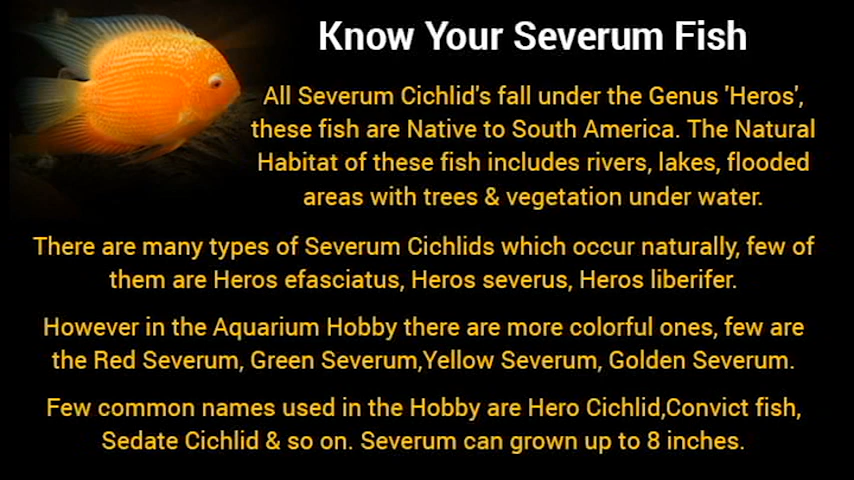 Know Your Severum Fish
All Severum Cichlid's fall under the Genus 'Heros',
these fish are Native to South America. The Natural
Habitat of these fish includes rivers, lakes, flooded
areas with trees & vegetation under water.
There are many types of Severum Cichlids which occur naturally, few of
them are Heros efasciatus, Heros severus, Heros liberifer.
However in the Aquarium Hobby there are more colorful ones, few are
the Red Severum, Green Severum,Yellow Severum, Golden Severum.
Few common names used in the Hobby are Hero Cichlid,Convict fish,
Sedate Cichlid & so on. Severum can grown up to 8 inches.